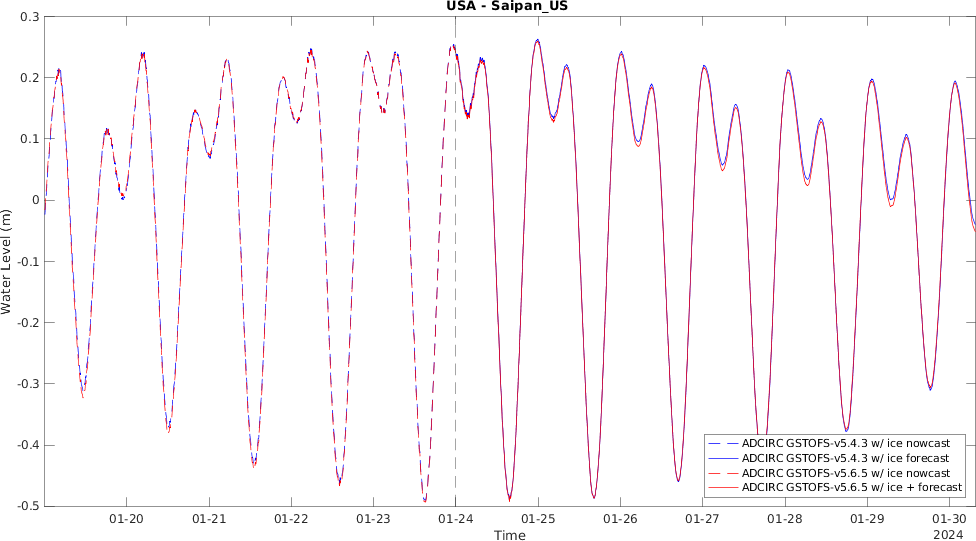 USA - Saipan_US
0.3
0.2
0.1
0
-0.1
-0.2
-0.3
-0.4
-0.5
Water Level (m)
ADCIRC GSTOFS-v5.4.3 w/ ice nowcast
ADCIRC GSTOFS-v5.4.3 w/ ice forecast
ADCIRC GSTOFS-v5.6.5 w/ ice nowcast
ADCIRC GSTOFS-v5.6.5 w/ ice + forecast
01-20 01-21 01-22 01-23 01-24 01-25 01-26 01-27 01-28 01-29 01-30
Time
2024